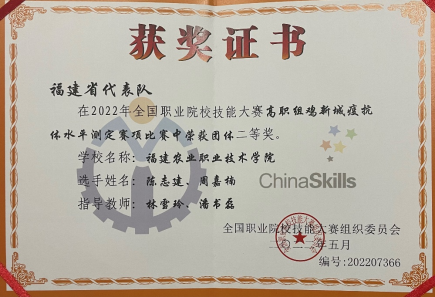 获奖证书
福建省代表队
在2022年全国职业院校技能大赛高职组鸡新城疫抗
体水平测定赛项比赛中荣获团体二等奖。
学校名称：福建农业职业技术学院
选手姓名：陈志建、周嘉楠
指导教师：林雪玲、潘书磊
ChinaSkills
全国职业院校技能大赛组织委员会
二〇二二年五月
编号:202207366